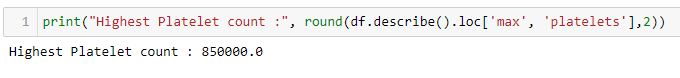 1 print("Highest Platelet count :", round(df.describe().loc['max', 'platelets'],2))
Highest Platelet count : 850000.0